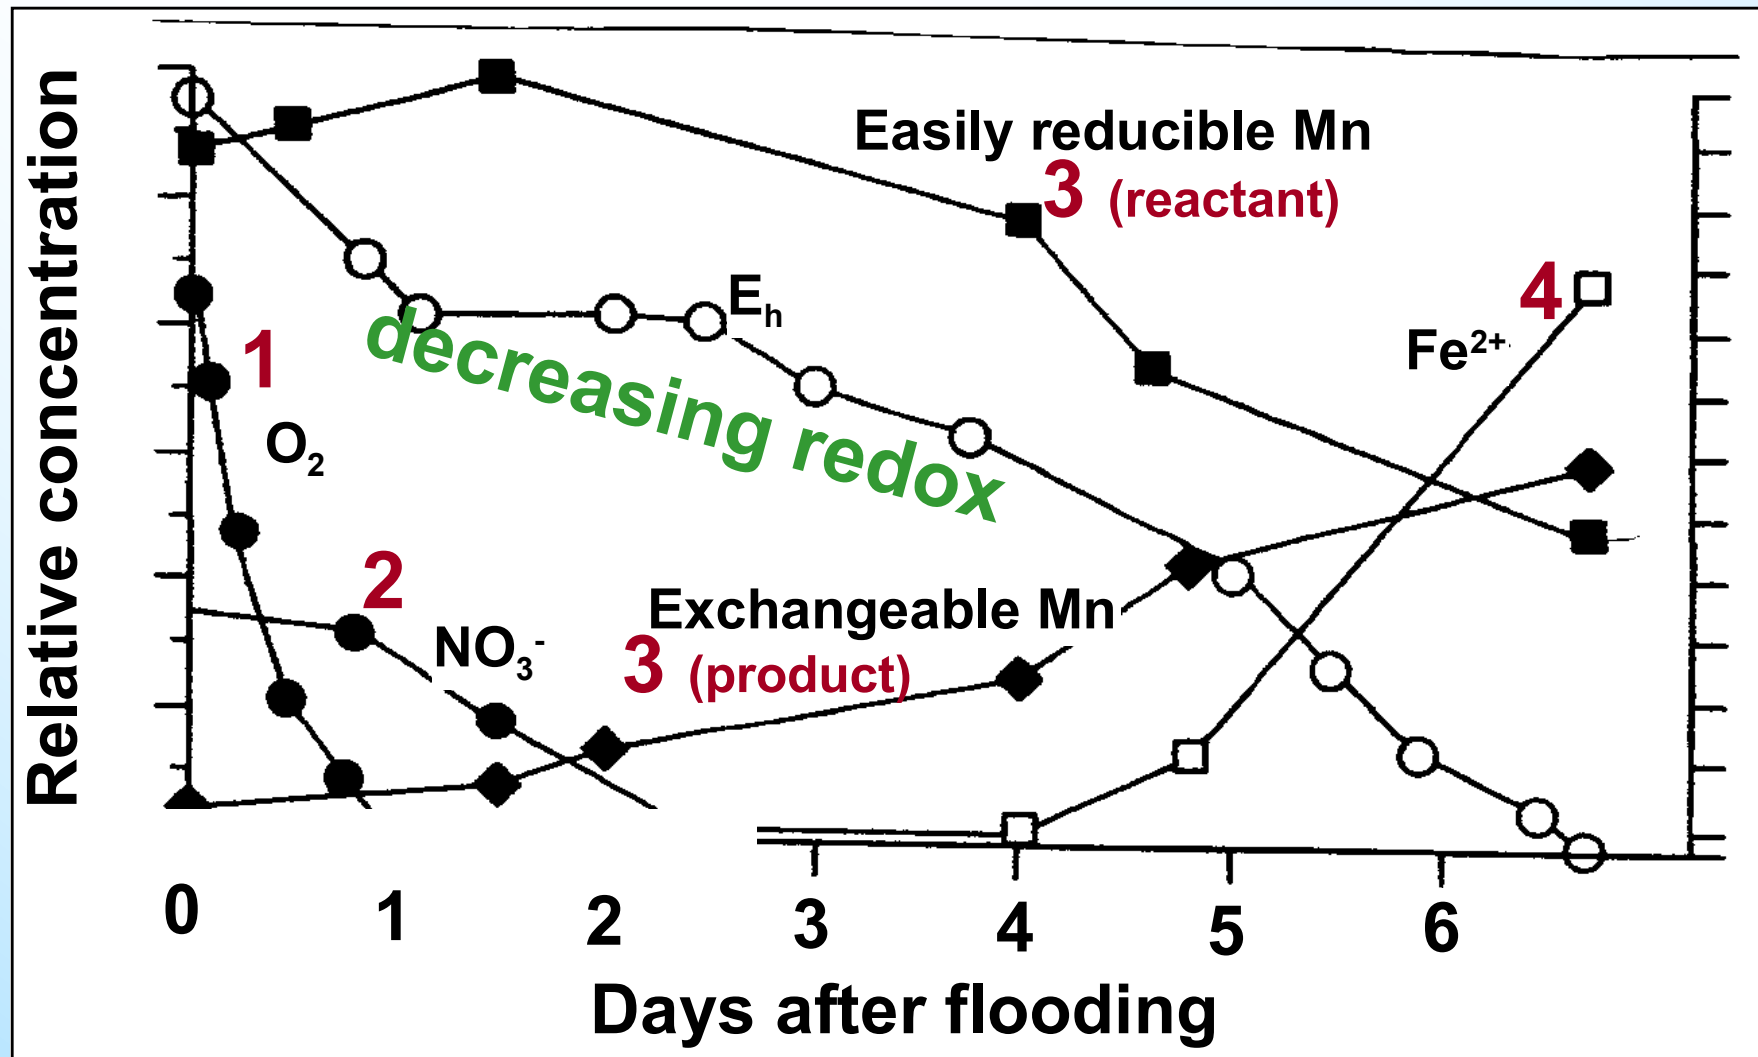 Relative concentration
Easily reducible Mn
3 (reactant)
Eh
decreasing redox
4
Fe2+
1
O2
2
NO3-
Exchangeable Mn
3 (product)
0 1 2 3 4 5 6
Days after flooding